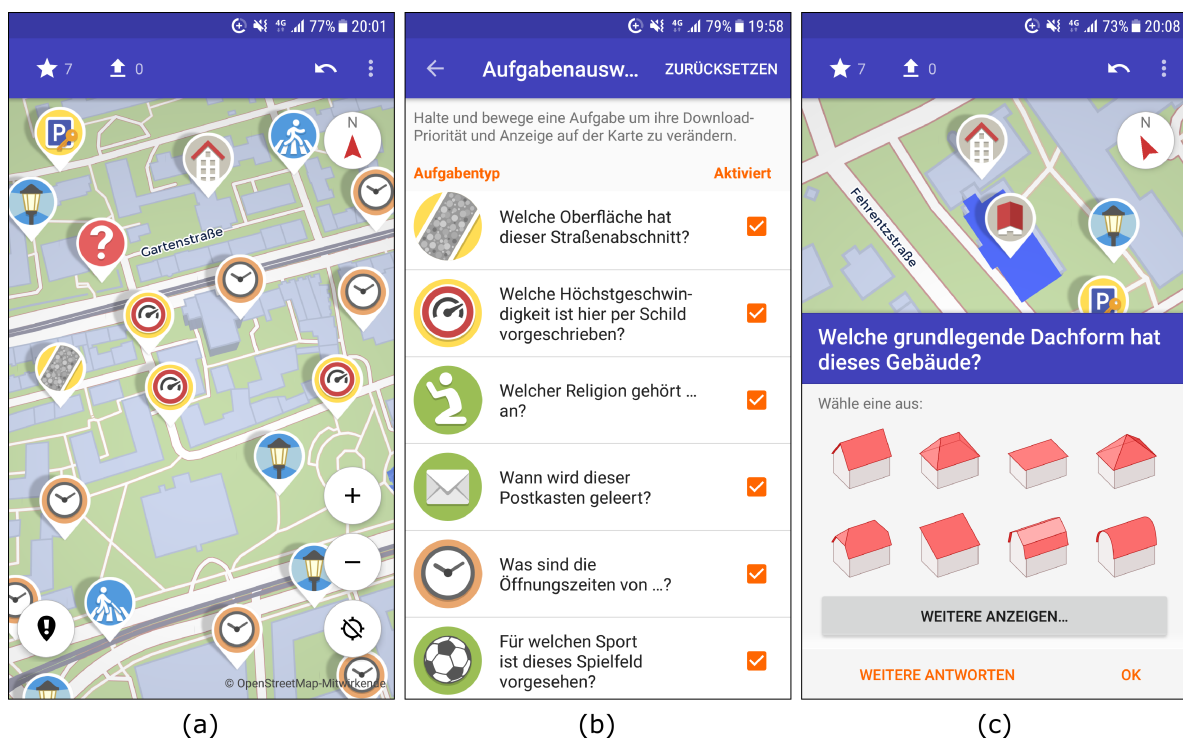 4G 77% 20:01
7 0
N
P
?
Gartenstraße
+
−
© OpenStreetMap-Mitwirkende
(a)
4G 79% 19:58
Aufgabenausw... ZURÜCKSETZEN
Halte und bewege eine Aufgabe um ihre Download-
Priorität und Anzeige auf der Karte zu verändern.
Aufgabentyp Aktiviert
Welche Oberfläche hat
dieser Straßenabschnitt?
Welche Höchstgeschwin-
digkeit ist hier per Schild
vorgeschrieben?
Welcher Religion gehört ...
an?
Wann wird dieser
Postkasten geleert?
Was sind die
Öffnungszeiten von ...?
Für welchen Sport
ist dieses Spielfeld
vorgesehen?
(b)
4G 73% 20:08
7 0
N
Fehrentzstraße
P
Welche grundlegende Dachform hat
dieses Gebäude?
Wähle eine aus:
WEITERE ANZEIGEN...
WEITERE ANTWORTEN OK
(c)